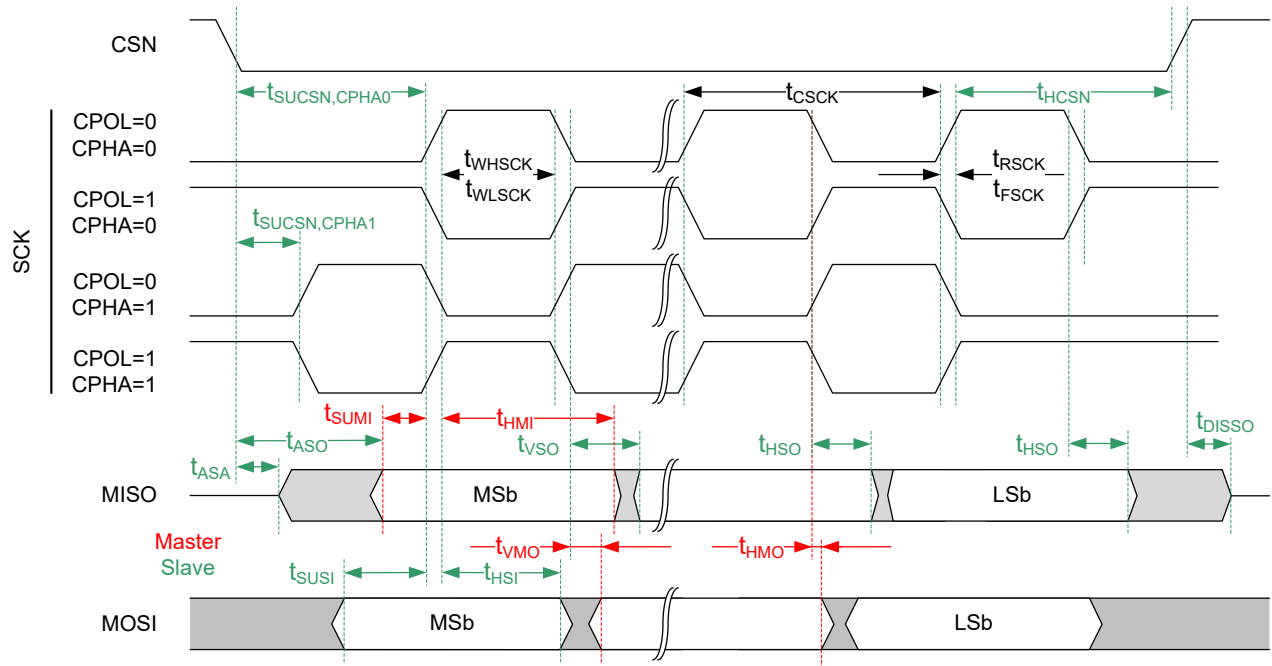 CSN
tSUCSN,CPHA0
tCSCK
tHCSN
SCK
CPOL=0
CPHA=0
tWHSCK
tWLSCK
tRSCK
tFSCK
CPOL=1
CPHA=0
tSUCSN,CPHA1
CPOL=0
CPHA=1
CPOL=1
CPHA=1
tSUMI
tHMI
tASO
tVSO
tHSO
tHSO
tDISSO
tASA
MISO
MSb
LSb
Master
Slave
tVMO
tHMO
tSUSI
tHSI
MOSI
MSb
LSb